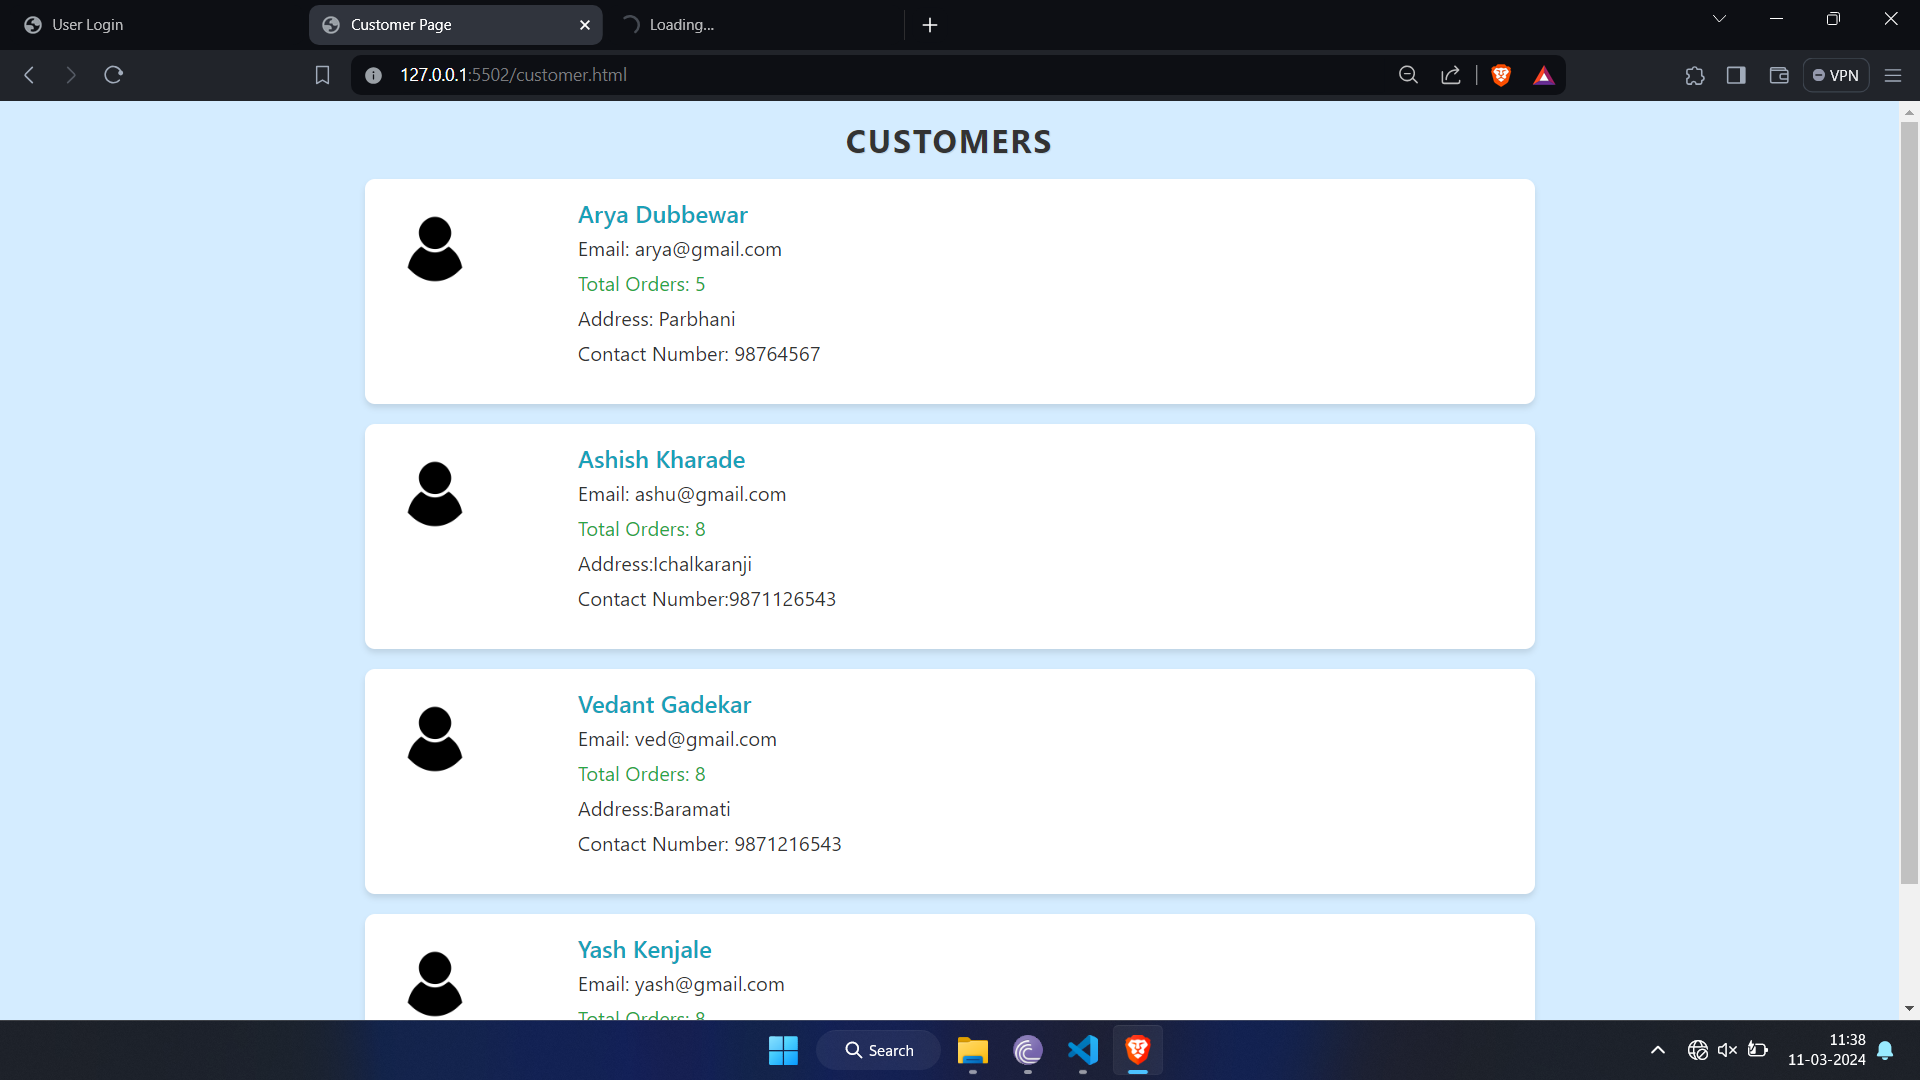 User Login
Customer Page
Loading...
127.0.0.1:5502/customer.html
VPN
CUSTOMERS
Arya Dubbewar
Email: arya@gmail.com
Total Orders: 5
Address: Parbhani
Contact Number: 98764567
Ashish Kharade
Email: ashu@gmail.com
Total Orders: 8
Address:Ichalkaranji
Contact Number:9871126543
Vedant Gadekar
Email: ved@gmail.com
Total Orders: 8
Address:Baramati
Contact Number: 9871216543
Yash Kenjale
Email: yash@gmail.com
Total Orders: 8
Search
11:38
11-03-2024